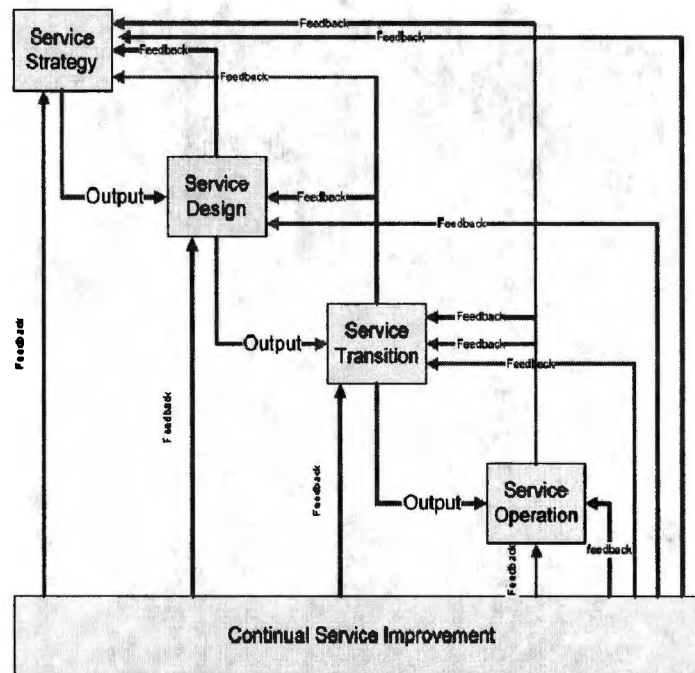 Feedback
Service
Strategy
Feedback
Feedback
Feedback
Output
Service
Design
Feedback
Feedback
Feedback
Output
Service
Transition
Feedback
Feedback
Feedback
Feedback
Feedback
Output
Service
Operation
feedback
Feedback
Continual Service Improvement